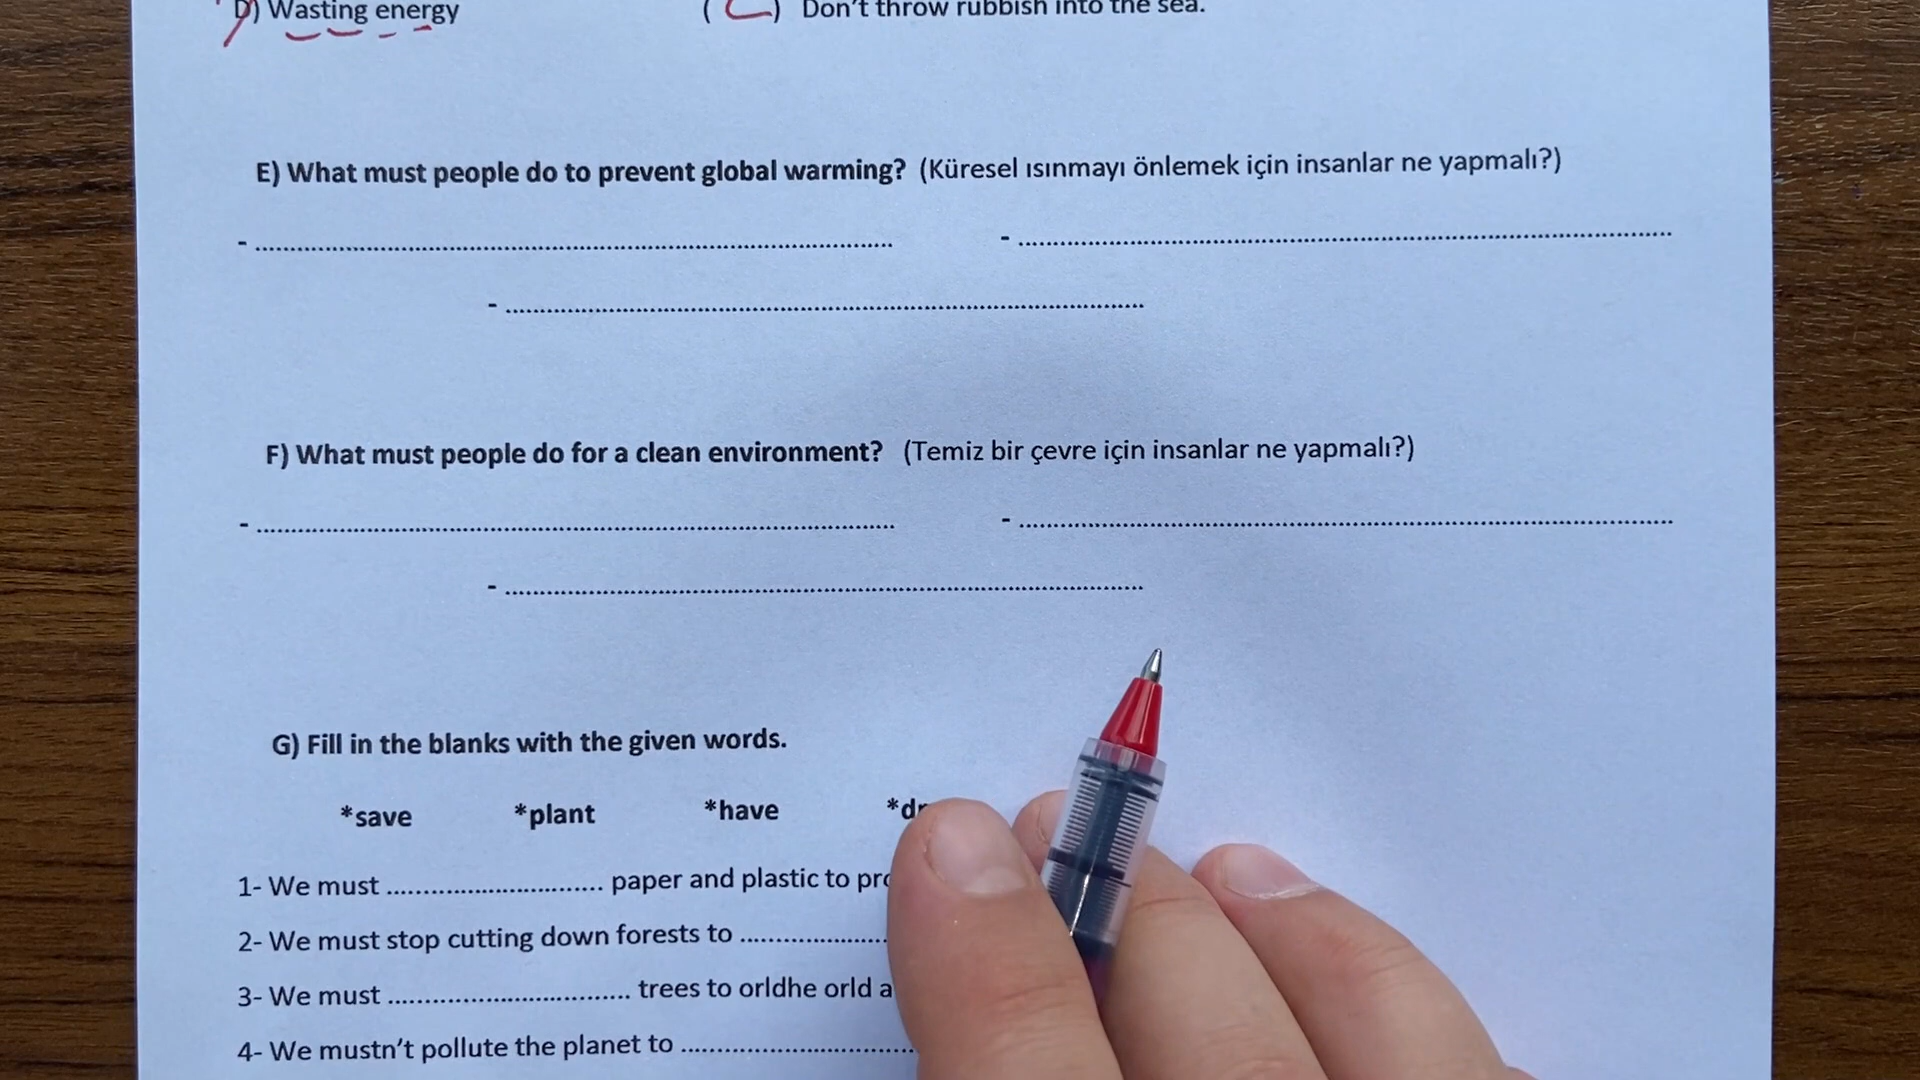 D) Wasting energy ( C ) Don't throw rubbish into the sea.
E) What must people do to prevent global warming? (Küresel ısınmayı önlemek için insanlar ne yapmalı?)
- ........................................ - ........................................
- ........................................
F) What must people do for a clean environment? (Temiz bir çevre için insanlar ne yapmalı?)
- ........................................ - ........................................
- ........................................
G) Fill in the blanks with the given words.
*save *plant *have
1- We must .............................. paper and plastic to
2- We must stop cutting down forests to .....................
3- We must .................................. trees to orldhe orld
4- We mustn't pollute the planet to .................................